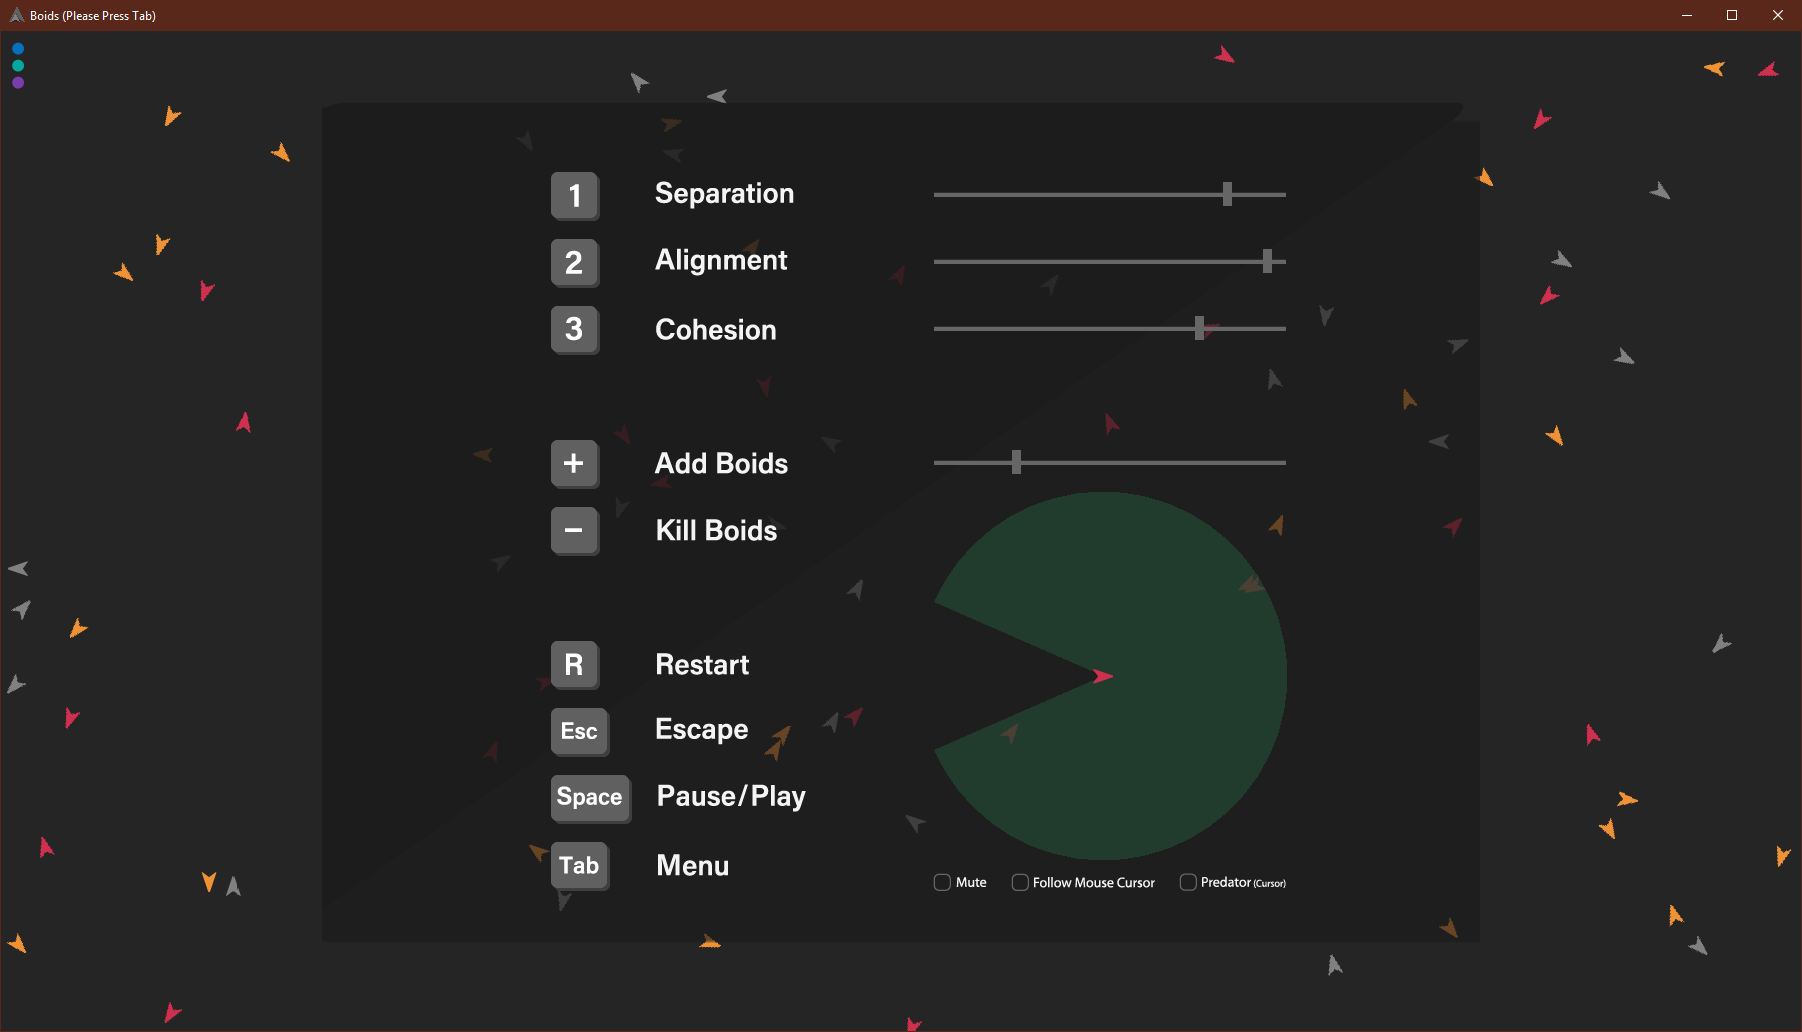 Boids (Please Press Tab)
1 Separation
2 Alignment
3 Cohesion
+ Add Boids
− Kill Boids
R Restart
Esc Escape
Space Pause/Play
Tab Menu
Mute Follow Mouse Cursor Predator (Cursor)